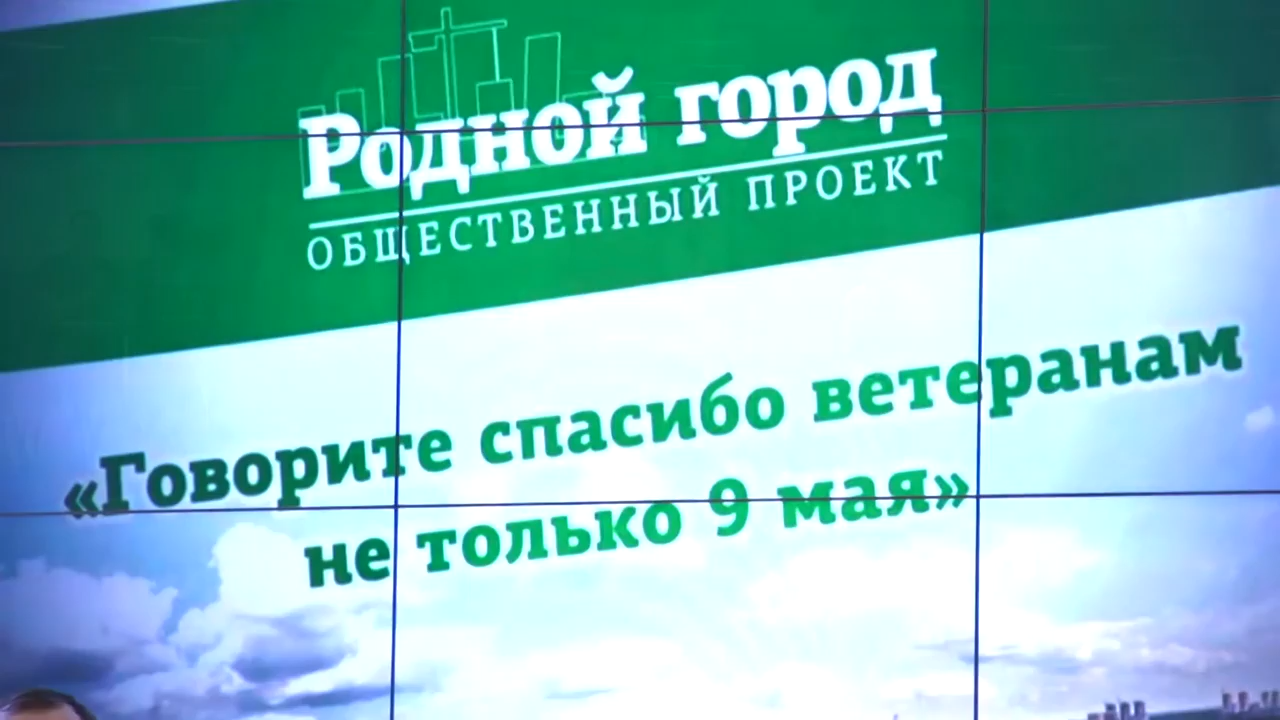 Родной город
ОБЩЕСТВЕННЫЙ ПРОЕКТ
«Говорите спасибо ветеранам
не только 9 мая»